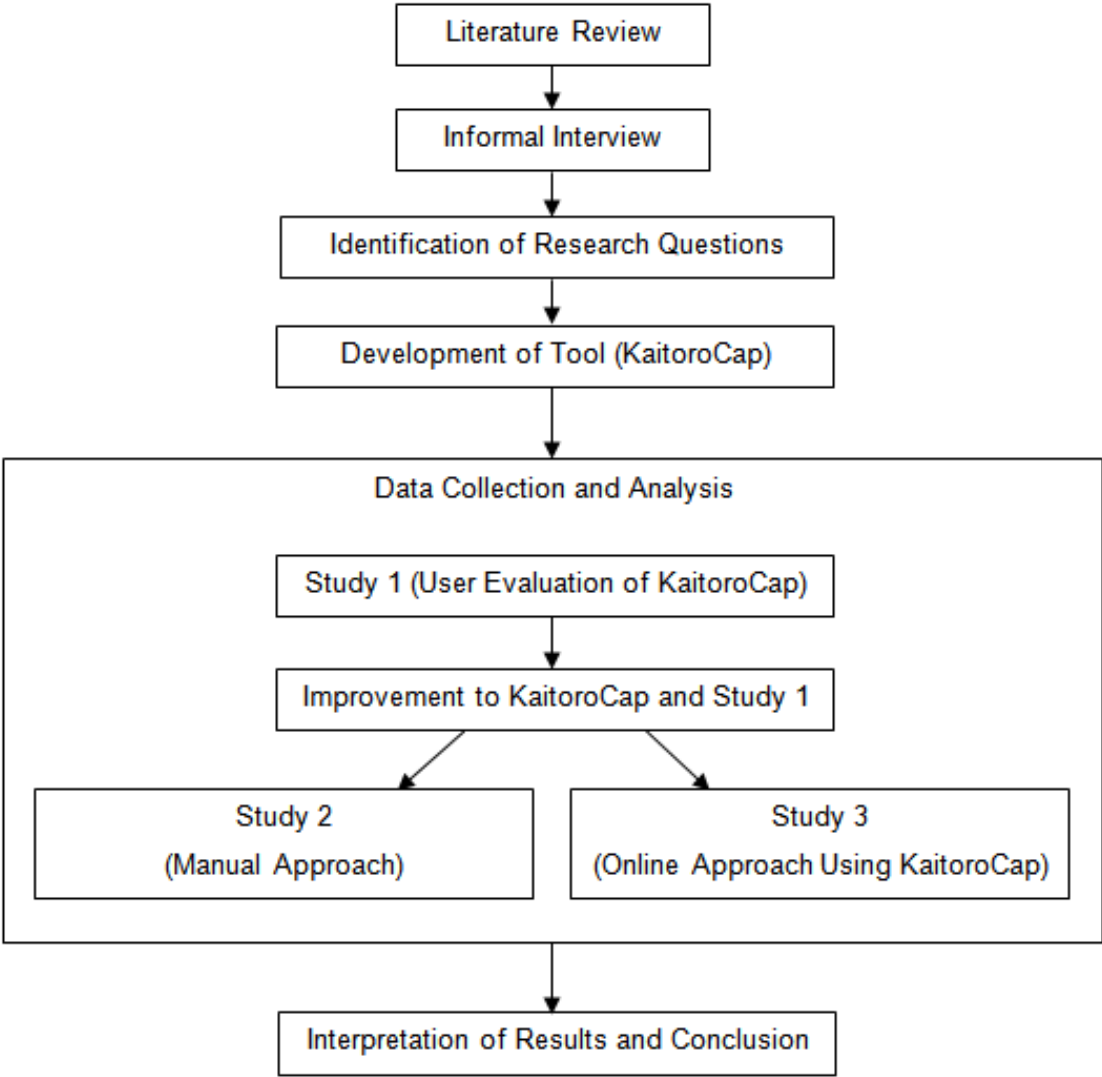 Literature Review
Informal Interview
Identification of Research Questions
Development of Tool (KaitoroCap)
Data Collection and Analysis
Study 1 (User Evaluation of KaitoroCap)
Improvement to KaitoroCap and Study 1
Study 2
(Manual Approach)
Study 3
(Online Approach Using KaitoroCap)
Interpretation of Results and Conclusion